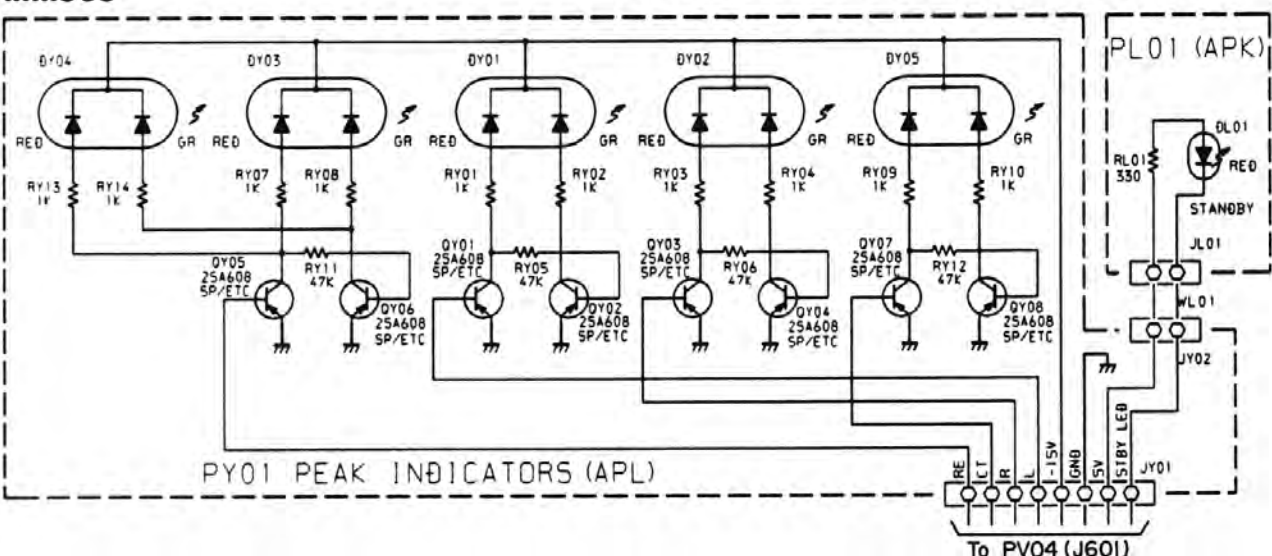 PL01 (APK)
DY04
DY03
DY01
DY02
DY05
RED
GR
RED
GR
RED
GR
RED
GR
RED
GR
RL01
330
DL01
RED
STANDBY
RY13
1K
RY14
1K
RY07
1K
RY08
1K
RY01
1K
RY02
1K
RY03
1K
RY04
1K
RY09
1K
RY10
1K
JL01
QY05
2SA608
SP/ETC
RY11
47K
QY06
2SA608
SP/ETC
QY01
2SA608
SP/ETC
RY05
47K
QY02
2SA608
SP/ETC
QY03
2SA608
SP/ETC
RY06
47K
QY04
2SA608
SP/ETC
QY07
2SA608
SP/ETC
RY12
47K
QY08
2SA608
SP/ETC
WL01
JY02
PY01 PEAK INDICATORS (APL)
RE
CT
R
L
-15V
GND
5V
STBY LED
JY01
To PV04 (J601)